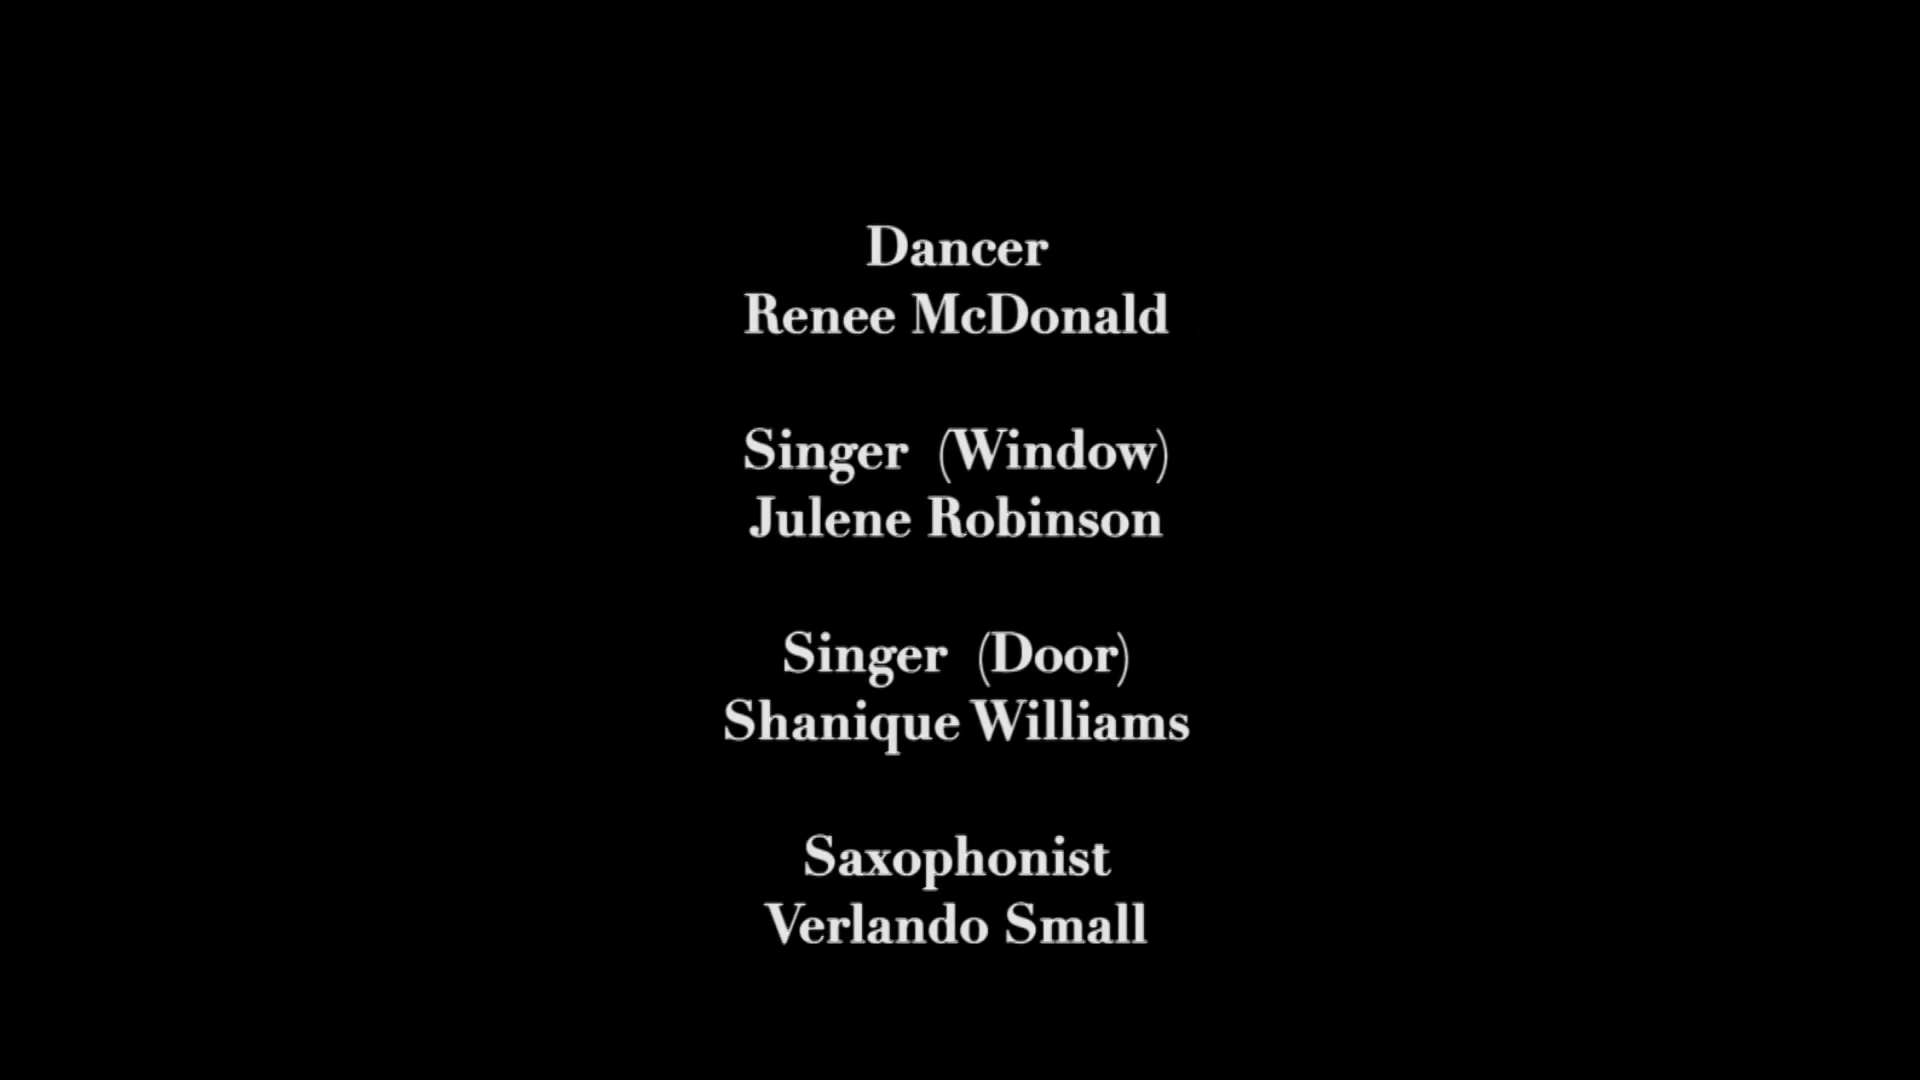 Dancer
Renee McDonald
Singer (Window)
Julene Robinson
Singer (Door)
Shanique Williams
Saxophonist
Verlando Small